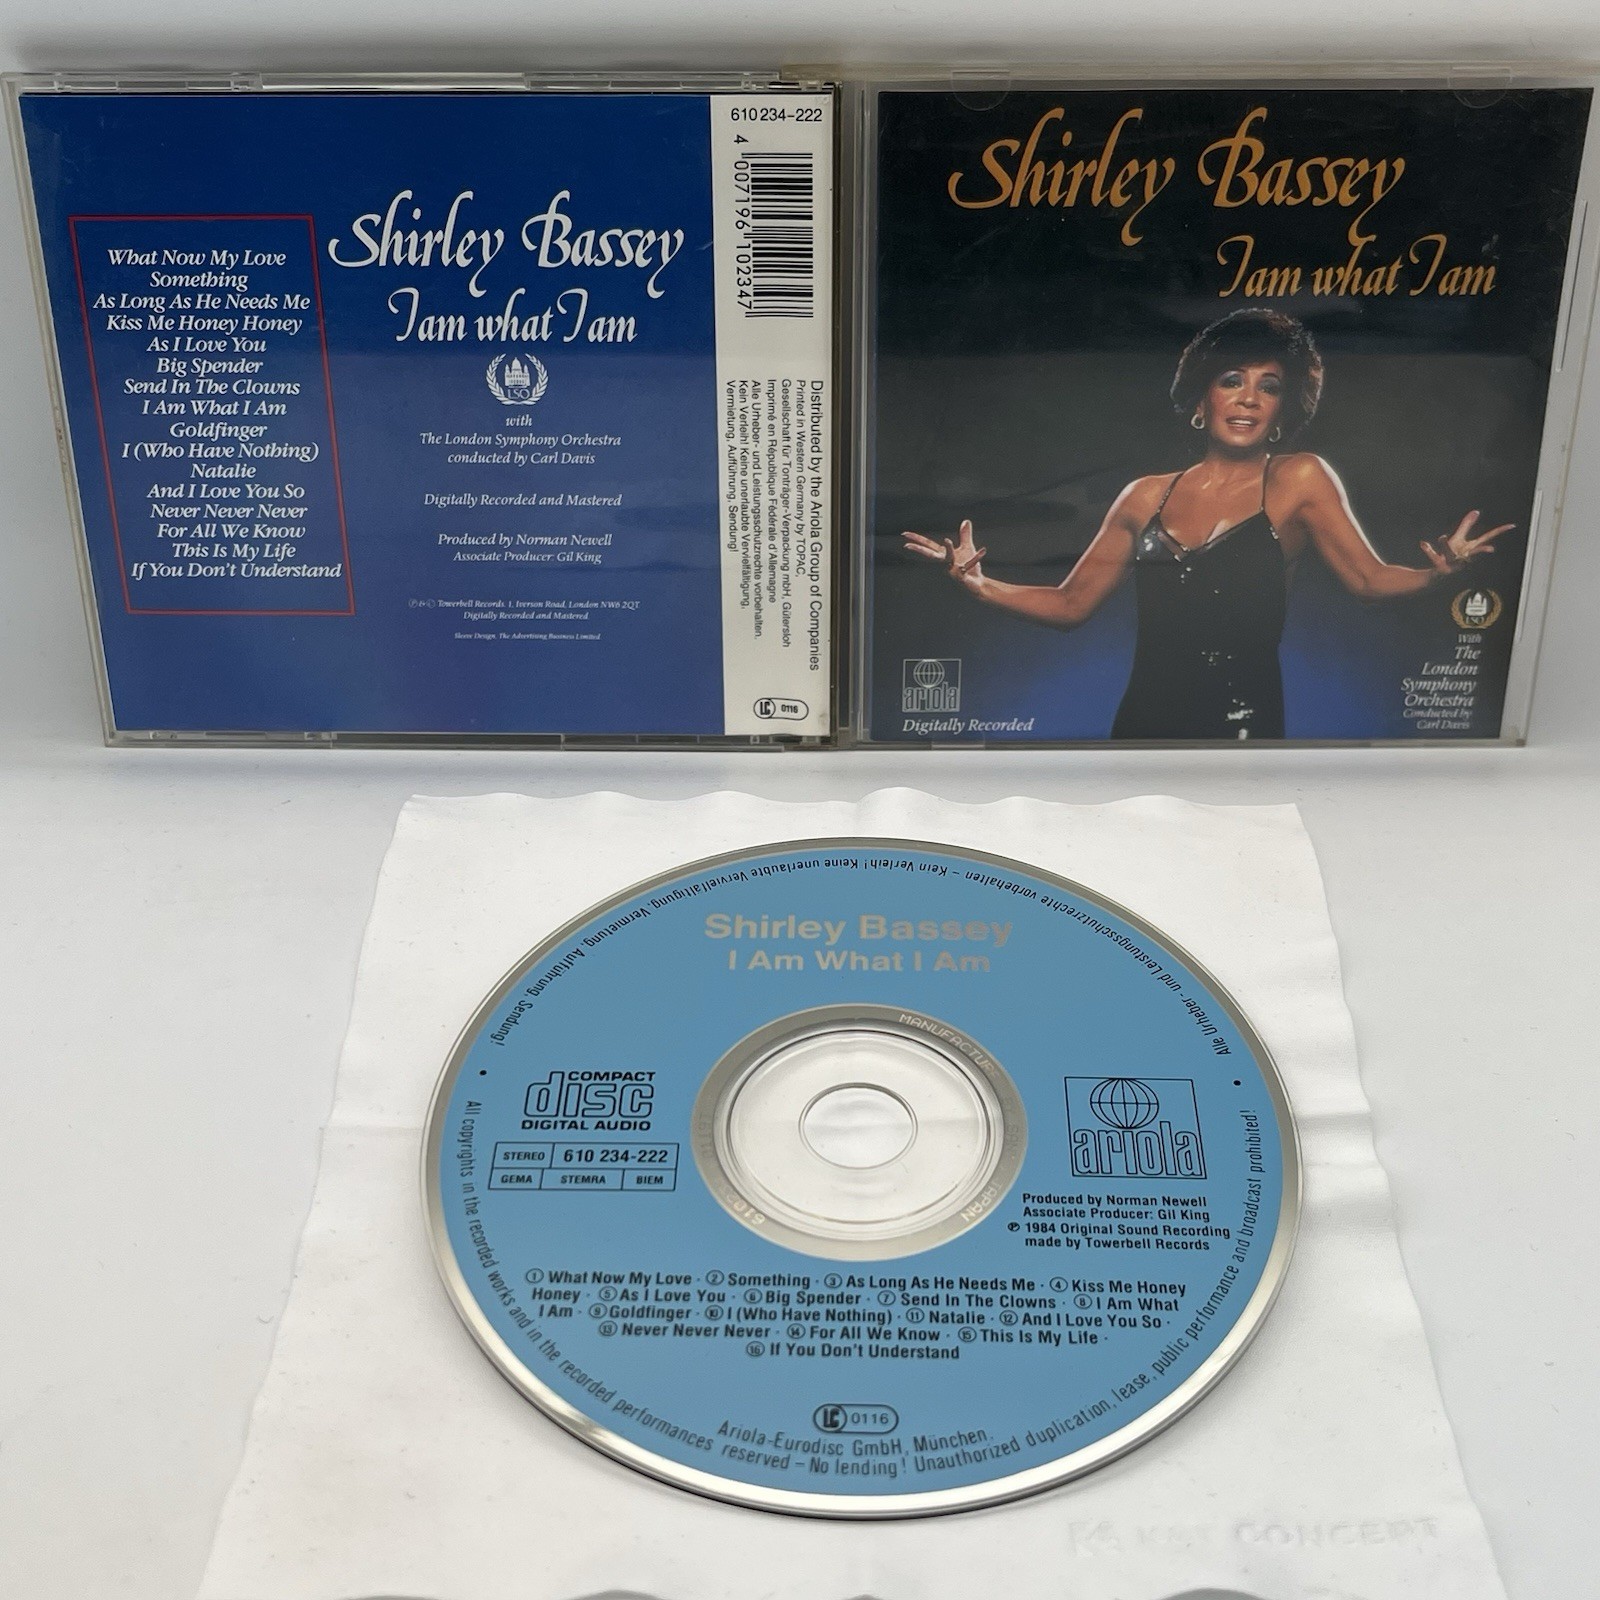 What Now My Love
Something
As Long As He Needs Me
Kiss Me Honey Honey
As I Love You
Big Spender
Send In The Clowns
I Am What I Am
Goldfinger
I (Who Have Nothing)
Natalie
And I Love You So
Never Never Never
For All We Know
This Is My Life
If You Don't Understand
Shirley Bassey
I am what I am
LSO
with
The London Symphony Orchestra
conducted by Carl Davis
Digitally Recorded and Mastered
Produced by Norman Newell
Associate Producer: Gil King
Ⓟ & Ⓒ Towerbell Records. 1, Iverson Road, London NW6 2QT.
Digitally Recorded and Mastered
Sleeve Design, The Advertising Business Limited
610 234-222
4 007196 102347
Distributed by the Ariola Group of Companies
Printed in Western Germany by TOPAC,
Gesellschaft für Tonträger-Verpackung mbH, Gütersloh
Imprimé en République Fédérale d'Allemagne
Alle Urheber- und Leistungsschutzrechte vorbehalten.
Kein Verleih! Keine unerlaubte Vervielfältigung,
Vermietung, Aufführung, Sendung!
LC 0116
Shirley Bassey
I am what I am
ariola
Digitally Recorded
LSO
With
The
London
Symphony
Orchestra
Conducted by
Carl Davis
Alle Urheber- und Leistungsschutzrechte vorbehalten – Kein Verleih! Keine unerlaubte Vervielfältigung, Vermietung, Aufführung, Sendung!
Shirley Bassey
I Am What I Am
COMPACT
disc
DIGITAL AUDIO
STEREO 610 234-222
GEMA STEMRA BIEM
JAPAN
ariola
Produced by Norman Newell
Associate Producer: Gil King
℗ 1984 Original Sound Recording
made by Towerbell Records
① What Now My Love · ② Something · ③ As Long As He Needs Me · ④ Kiss Me Honey
Honey · ⑤ As I Love You · ⑥ Big Spender · ⑦ Send In The Clowns · ⑧ I Am What
I Am · ⑨ Goldfinger · ⑩ I (Who Have Nothing) · ⑪ Natalie · ⑫ And I Love You So ·
⑬ Never Never Never · ⑭ For All We Know · ⑮ This Is My Life ·
⑯ If You Don't Understand
LC 0116
Ariola-Eurodisc GmbH, München.
All copyrights in the recorded works and in the recorded performances reserved – No lending! Unauthorized duplication, lease, public performance and broadcast prohibited!
K&M CONCEPT